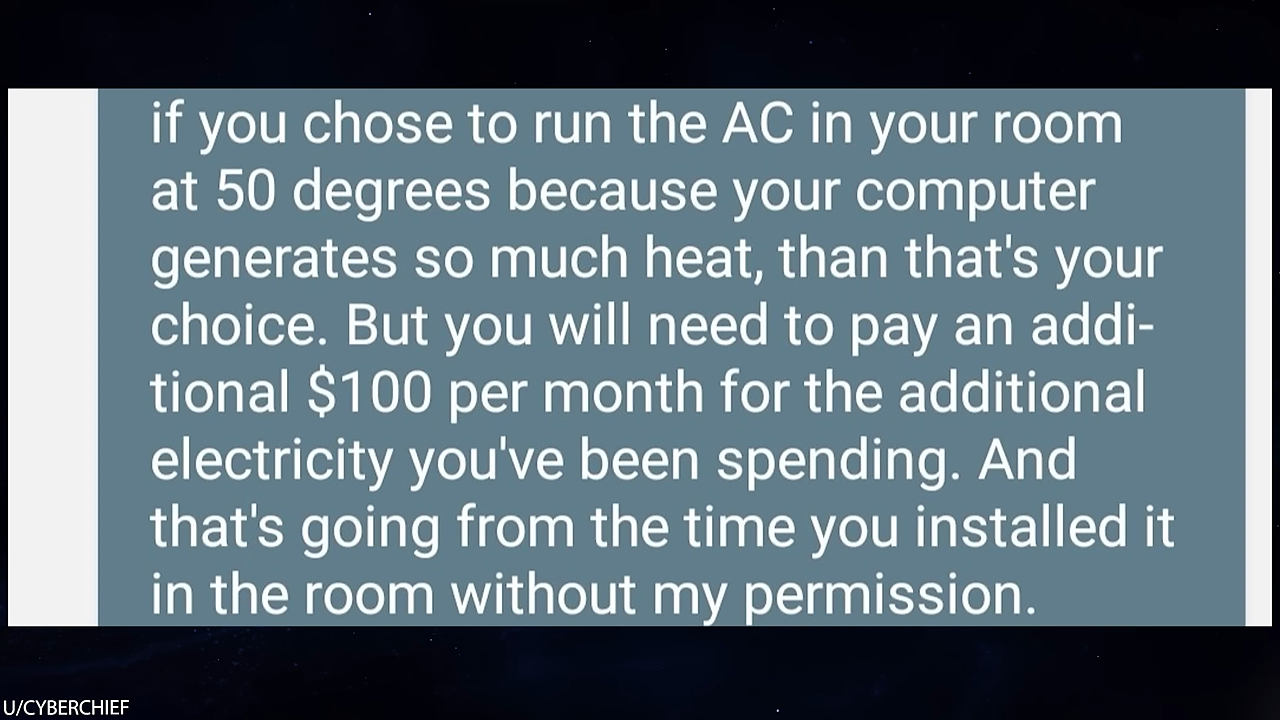 if you chose to run the AC in your room
at 50 degrees because your computer
generates so much heat, than that's your
choice. But you will need to pay an addi-
tional $100 per month for the additional
electricity you've been spending. And
that's going from the time you installed it
in the room without my permission.
U/CYBERCHIEF